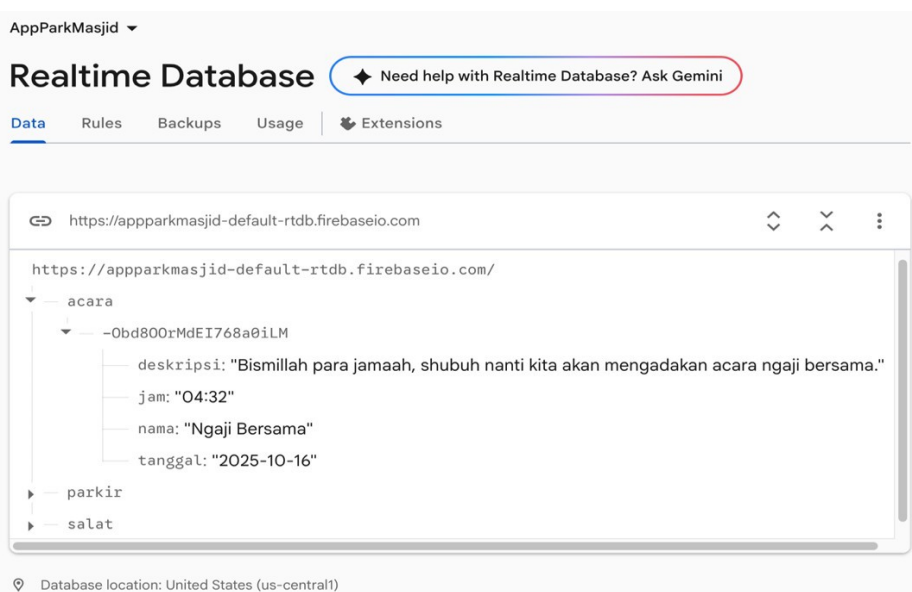 AppParkMasjid
Realtime Database
Need help with Realtime Database? Ask Gemini
Data Rules Backups Usage Extensions
https://appparkmasjid-default-rtdb.firebaseio.com
https://appparkmasjid-default-rtdb.firebaseio.com/
acara
-Obd8OOrMdEI768a0iLM
deskripsi: "Bismillah para jamaah, shubuh nanti kita akan mengadakan acara ngaji bersama."
jam: "04:32"
nama: "Ngaji Bersama"
tanggal: "2025-10-16"
parkir
salat
Database location: United States (us-central1)